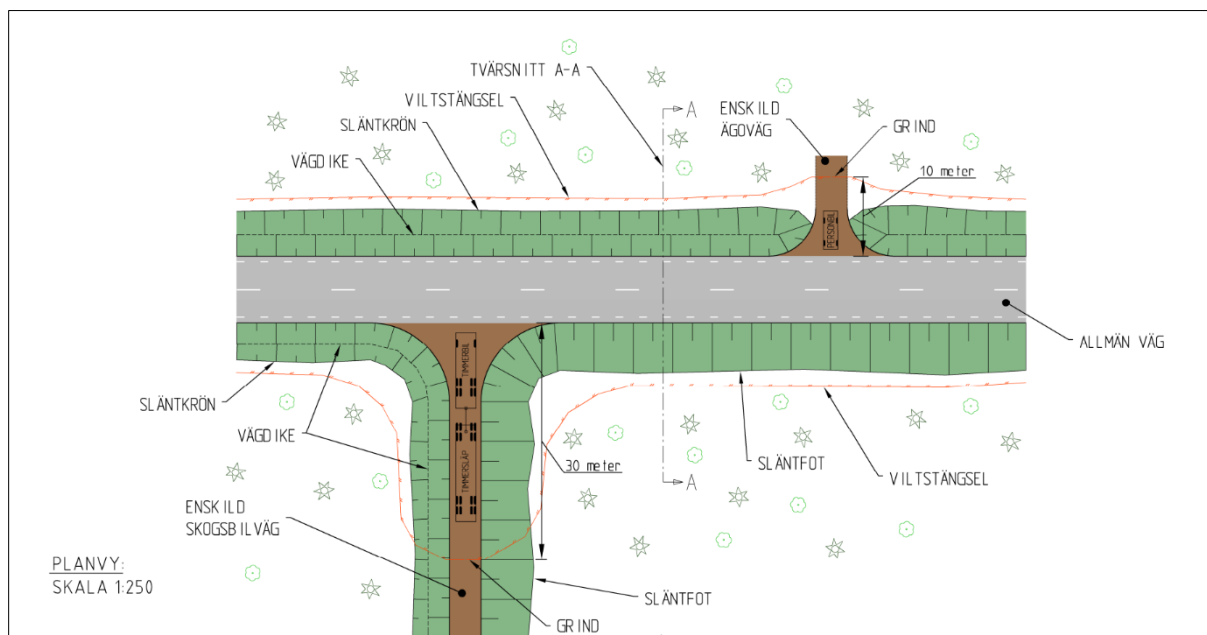 TVÄRSNITT A-A
VILTSTÄNGSEL
SLÄNTKRÖN
VÄGDIKE
A
ENSKILD
ÄGOVÄG
GRIND
10 meter
PERSONBIL
ALLMÄN VÄG
TIMMERBIL
SLÄNTKRÖN
VÄGDIKE
TIMMERSLÄP
30 meter
A
SLÄNTFOT
VILTSTÄNGSEL
ENSKILD
SKOGSBILVÄG
PLANVY:
SKALA 1:250
SLÄNTFOT
GRIND